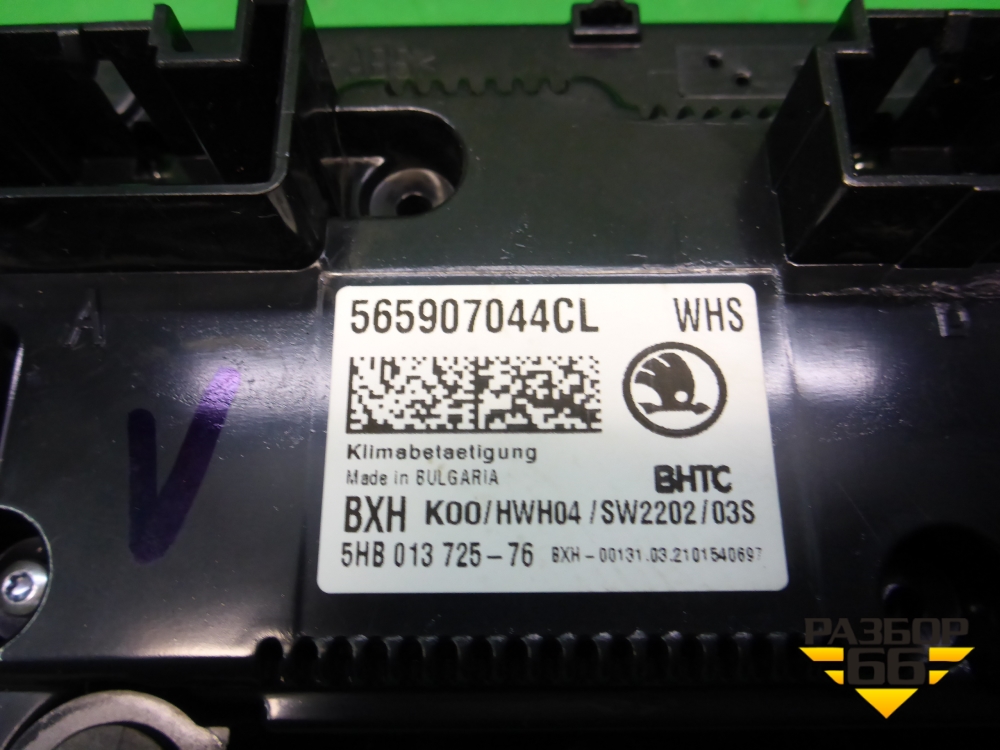 565907044CL WHS
Klimabetaetigung
Made in BULGARIA
BHTC
BXH K00/HWH04/SW2202/03S
5HB 013 725-76 BXH-00131.03.2101540697
A
V
РАЗБОР
66